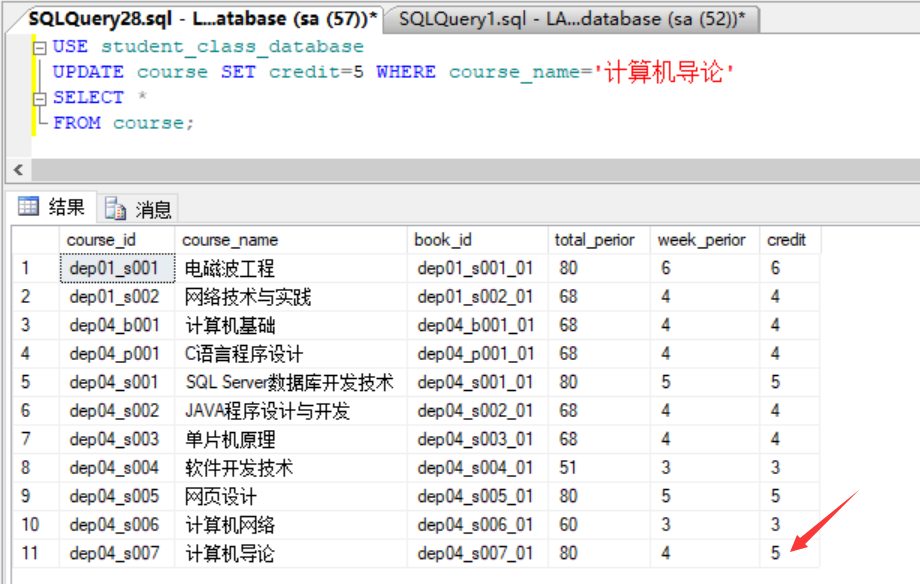 SQLQuery28.sql - L...atabase (sa (57))* SQLQuery1.sql - LA...database (sa (52))*
USE student_class_database
UPDATE course SET credit=5 WHERE course_name='计算机导论'
SELECT *
FROM course;
结果 消息
course_id course_name book_id total_perior week_perior credit
1 dep01_s001 电磁波工程 dep01_s001_01 80 6 6
2 dep01_s002 网络技术与实践 dep01_s002_01 68 4 4
3 dep04_b001 计算机基础 dep04_b001_01 68 4 4
4 dep04_p001 C语言程序设计 dep04_p001_01 68 4 4
5 dep04_s001 SQL Server数据库开发技术 dep04_s001_01 80 5 5
6 dep04_s002 JAVA程序设计与开发 dep04_s002_01 68 4 4
7 dep04_s003 单片机原理 dep04_s003_01 68 4 4
8 dep04_s004 软件开发技术 dep04_s004_01 51 3 3
9 dep04_s005 网页设计 dep04_s005_01 80 5 5
10 dep04_s006 计算机网络 dep04_s006_01 60 3 3
11 dep04_s007 计算机导论 dep04_s007_01 80 4 5